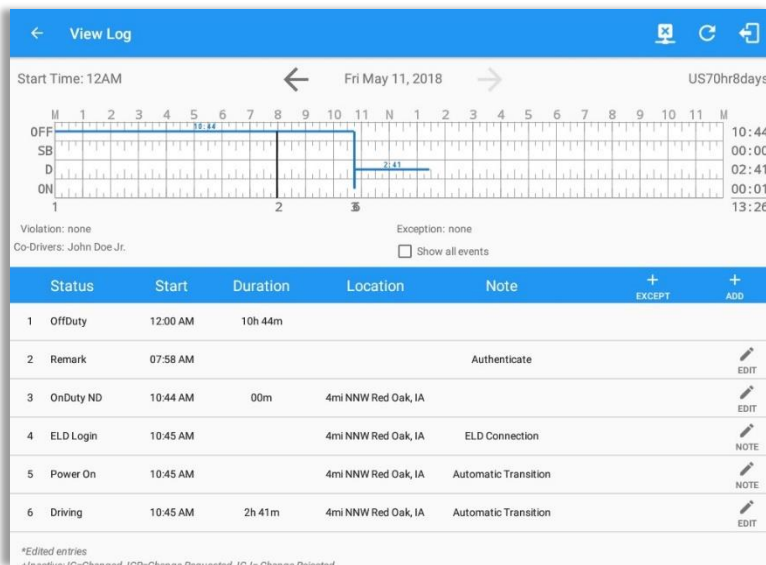 View Log
Start Time: 12AM Fri May 11, 2018 US70hr8days
M 1 2 3 4 5 6 7 8 9 10 11 N 1 2 3 4 5 6 7 8 9 10 11 M
OFF 10:44 10:44
SB 00:00
D 2:41 02:41
ON 00:01
1 2 3 6 13:26
Violation: none Exception: none
Co-Drivers: John Doe Jr. Show all events
Status Start Duration Location Note + EXCEPT + ADD
1 OffDuty 12:00 AM 10h 44m
2 Remark 07:58 AM Authenticate EDIT
3 OnDuty ND 10:44 AM 00m 4mi NNW Red Oak, IA EDIT
4 ELD Login 10:45 AM 4mi NNW Red Oak, IA ELD Connection NOTE
5 Power On 10:45 AM 4mi NNW Red Oak, IA Automatic Transition NOTE
6 Driving 10:45 AM 2h 41m 4mi NNW Red Oak, IA Automatic Transition EDIT
*Edited entries